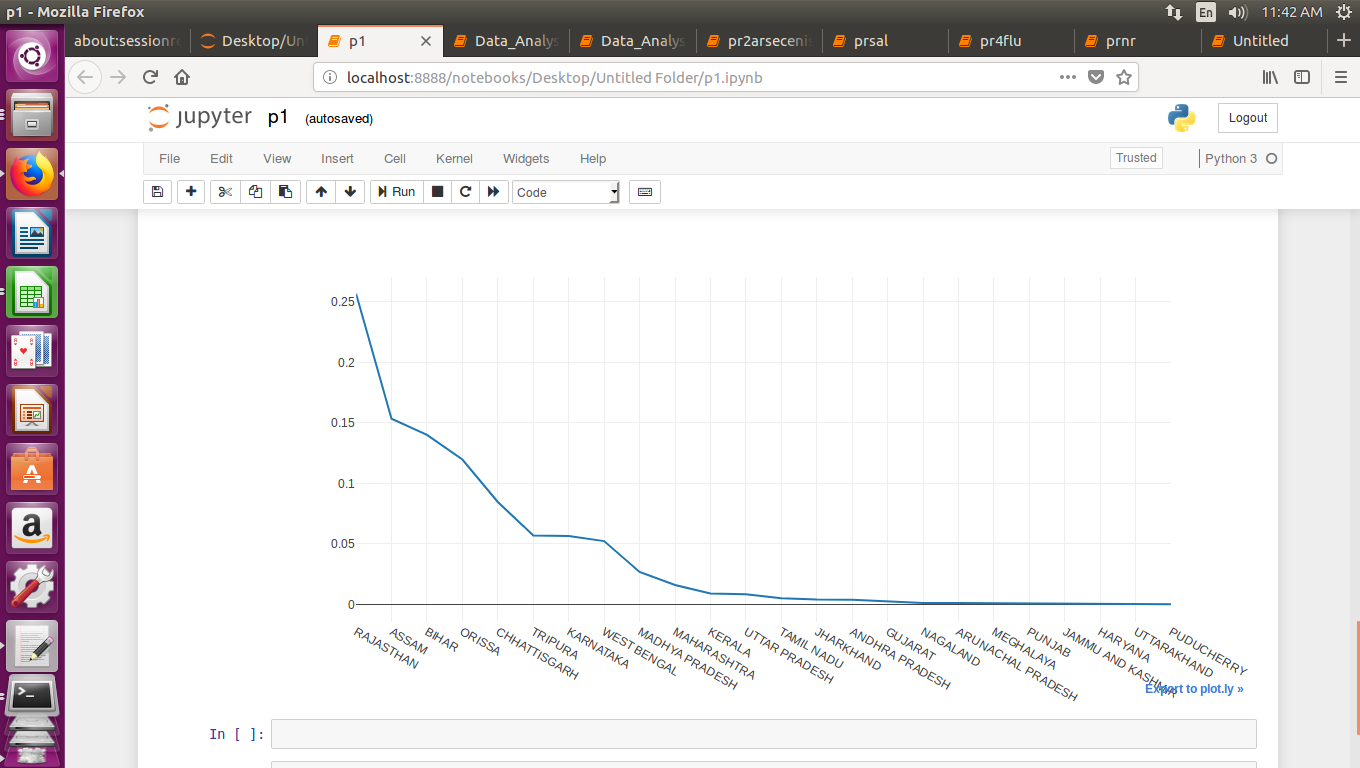 p1 - Mozilla Firefox
En
11:42 AM
about:sessionre
Desktop/Un
p1
Data_Analys
Data_Analys
pr2arsecenis
prsal
pr4flu
prnr
Untitled
localhost:8888/notebooks/Desktop/Untitled Folder/p1.ipynb
jupyter p1 (autosaved)
Logout
File Edit View Insert Cell Kernel Widgets Help
Trusted
Python 3
Run
Code
0.25
0.2
0.15
0.1
0.05
0
RAJASTHAN
ASSAM
BIHAR
ORISSA
CHHATTISGARH
TRIPURA
KARNATAKA
WEST BENGAL
MADHYA PRADESH
MAHARASHTRA
KERALA
UTTAR PRADESH
TAMIL NADU
JHARKHAND
ANDHRA PRADESH
GUJARAT
NAGALAND
ARUNACHAL PRADESH
MEGHALAYA
PUNJAB
JAMMU AND KASHMIR
HARYANA
UTTARAKHAND
PUDUCHERRY
Export to plot.ly »
In [ ]: